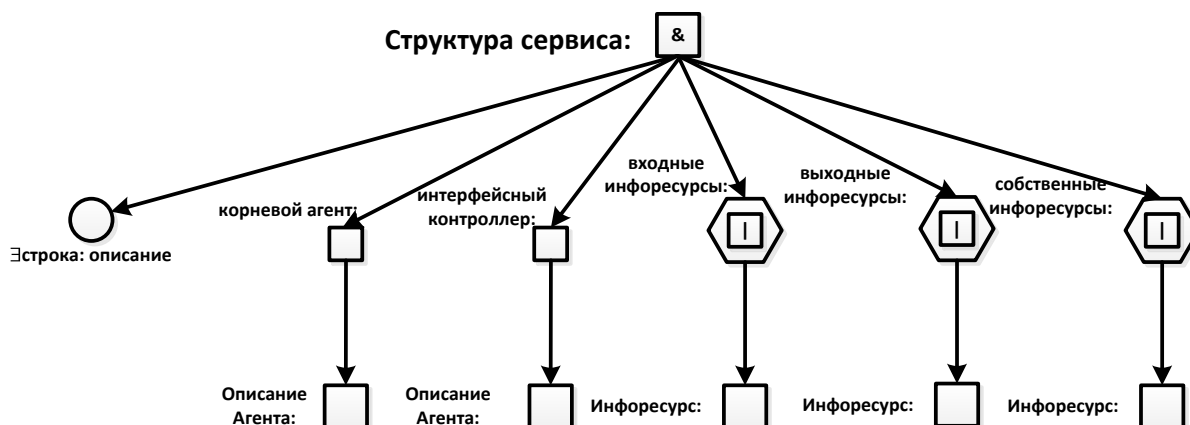 Структура сервиса:
&
входные
инфоресурсы:
выходные
инфоресурсы:
собственные
инфоресурсы:
корневой агент:
интерфейсный
контроллер:
|
|
|
∃строка: описание
Описание
Агента:
Описание
Агента:
Инфоресурс:
Инфоресурс:
Инфоресурс: